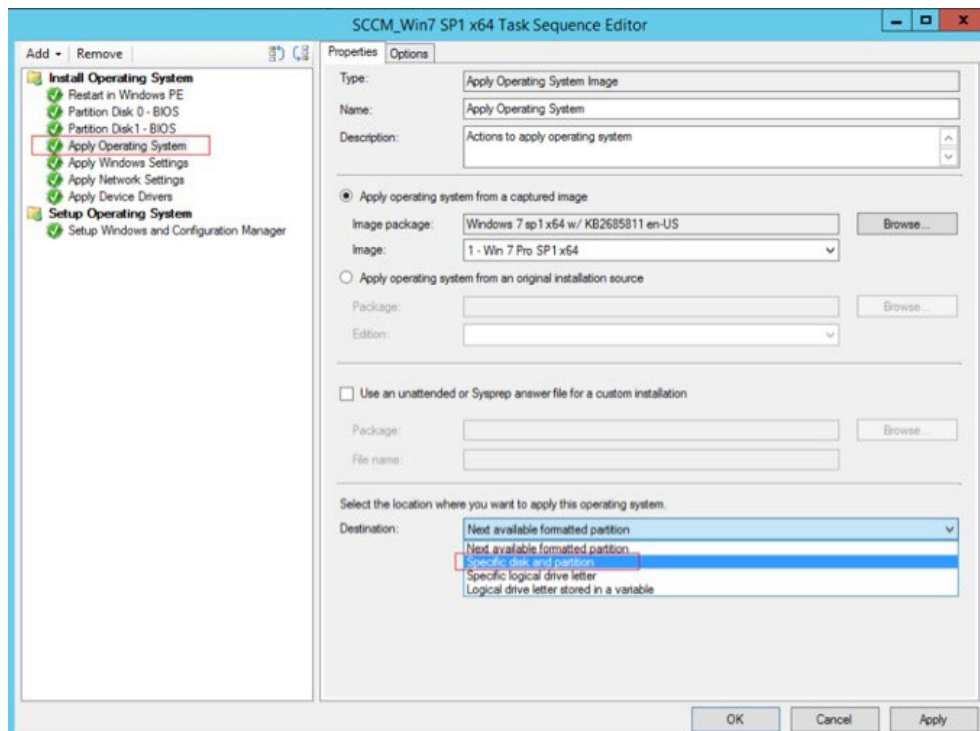 SCCM_Win7 SP1 x64 Task Sequence Editor
Add Remove
Install Operating System
Restart in Windows PE
Partition Disk 0 - BIOS
Partition Disk 1 - BIOS
Apply Operating System
Apply Windows Settings
Apply Network Settings
Apply Device Drivers
Setup Operating System
Setup Windows and Configuration Manager
Properties Options
Type: Apply Operating System Image
Name: Apply Operating System
Description: Actions to apply operating system
Apply operating system from a captured image
Image package: Windows 7 sp1 x64 w/ KB2685811 en-US Browse...
Image: 1 - Win 7 Pro SP1 x64
Apply operating system from an original installation source
Package: Browse...
Edition:
Use an unattended or Sysprep answer file for a custom installation
Package: Browse...
File name:
Select the location where you want to apply this operating system.
Destination: Next available formatted partition
Next available formatted partition
Specific disk and partition
Specific logical drive letter
Logical drive letter stored in a variable
OK Cancel Apply